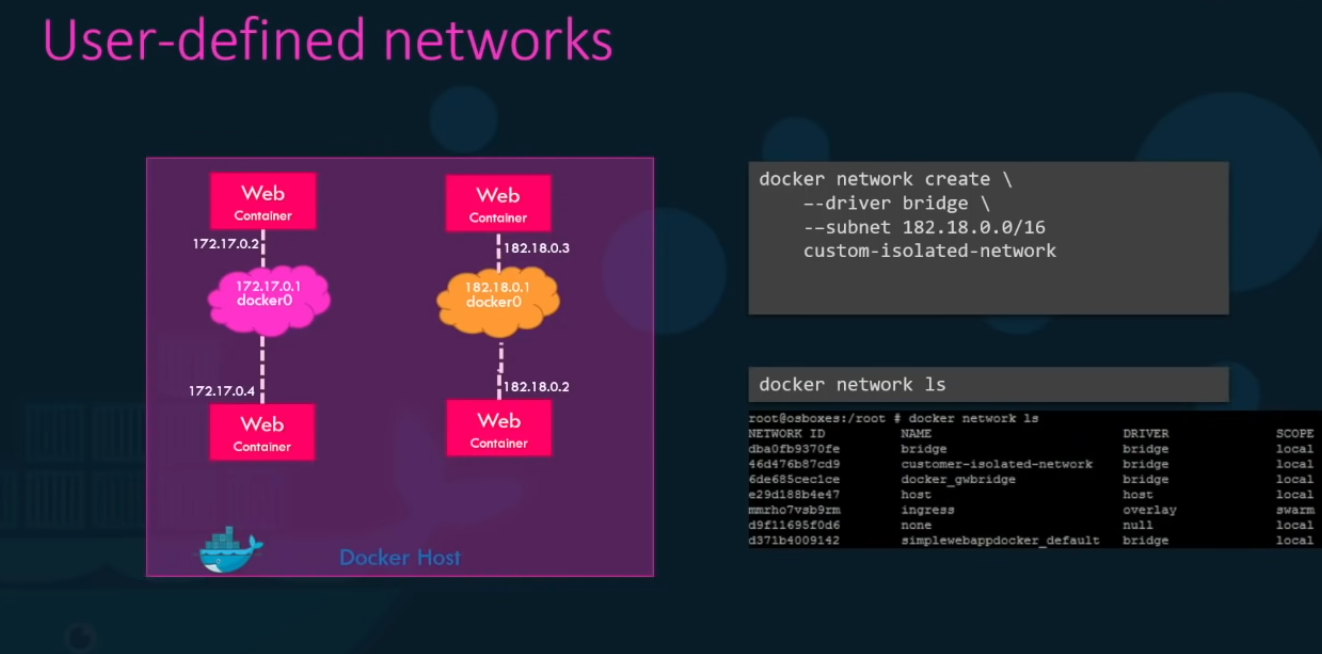 User-defined networks
Web
Container
172.17.0.2
172.17.0.1
docker0
172.17.0.4
Web
Container
Web
Container
182.18.0.3
182.18.0.1
docker0
182.18.0.2
Web
Container
Docker Host
docker network create \
--driver bridge \
--subnet 182.18.0.0/16
custom-isolated-network
docker network ls
root@osboxes:/root # docker network ls
NETWORK ID NAME DRIVER SCOPE
dba0fb9370fe bridge bridge local
46d476b87cd9 customer-isolated-network bridge local
6de685cec1ce docker_gwbridge bridge local
e29d188b4e47 host host local
mmrho7vsb9rm ingress overlay swarm
d9f11695f0d6 none null local
d371b4009142 simplewebappdocker_default bridge local